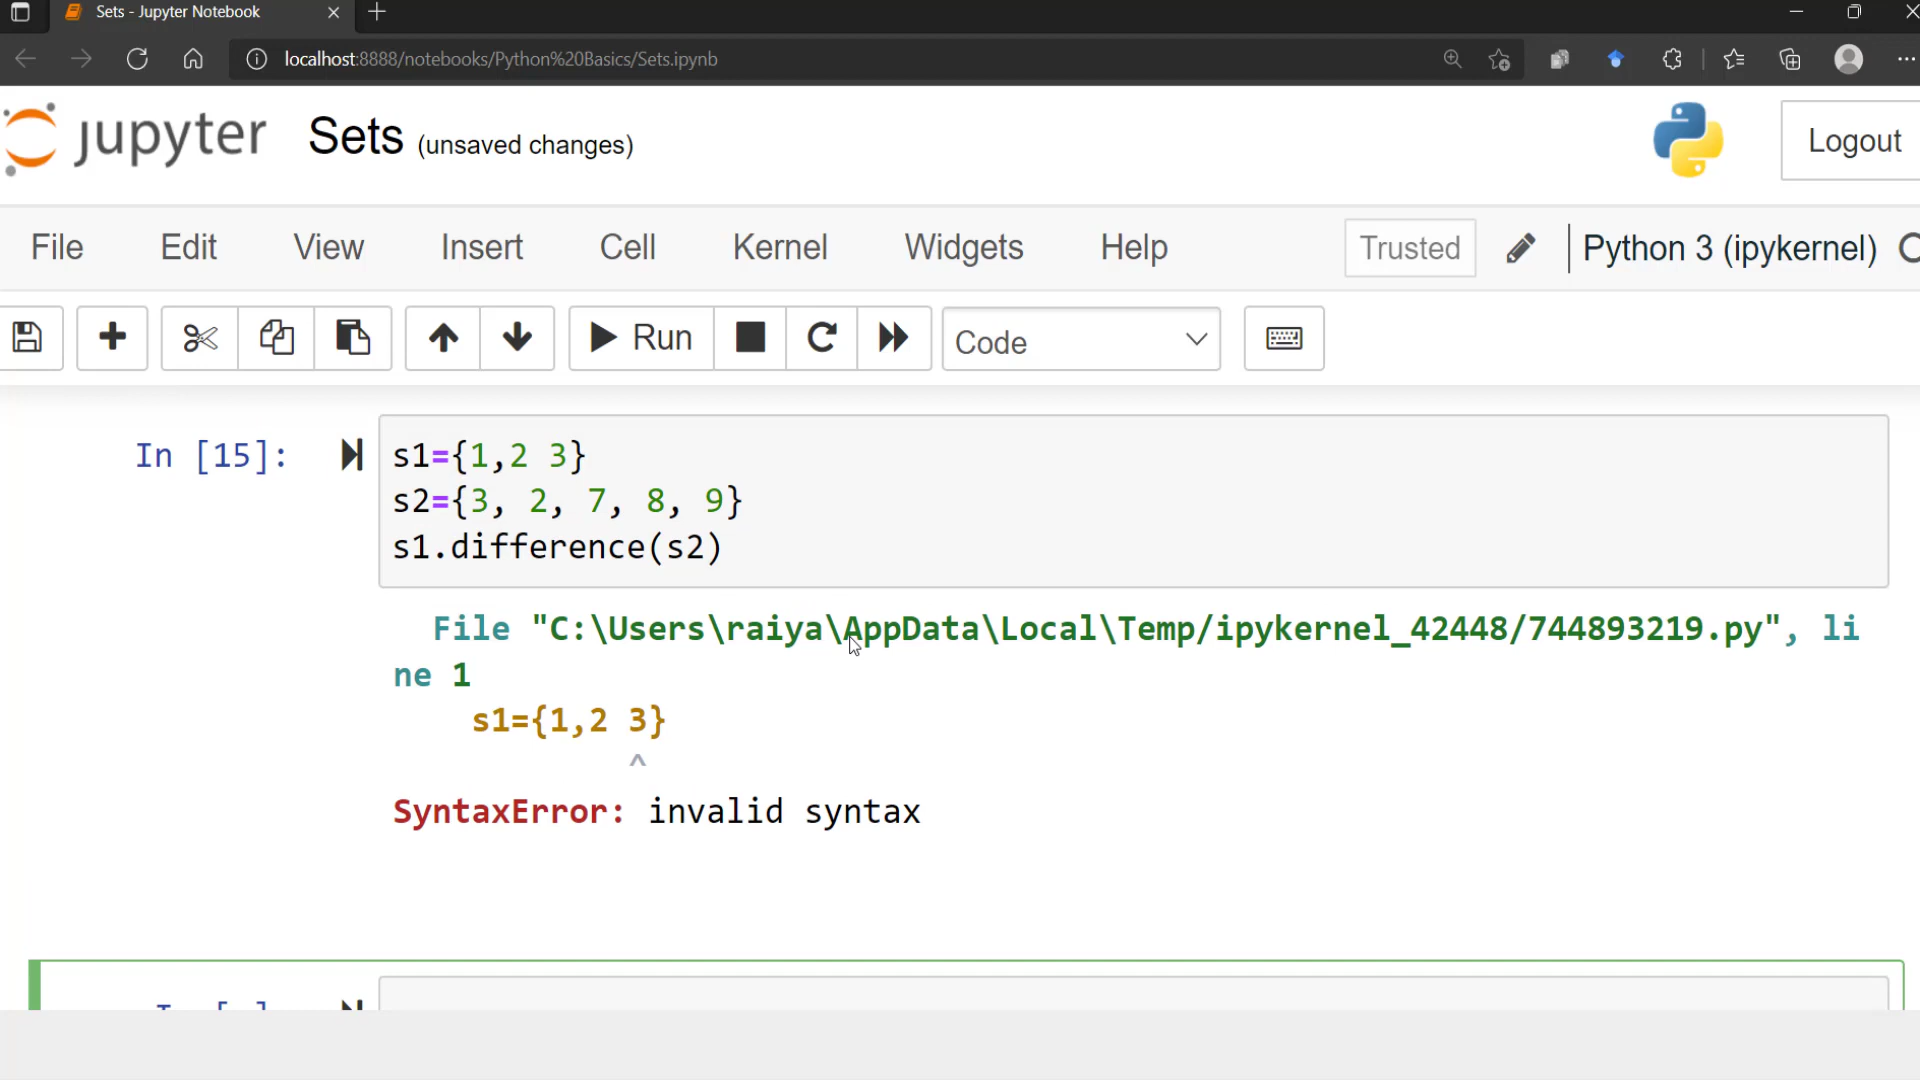 Sets - Jupyter Notebook
localhost:8888/notebooks/Python%20Basics/Sets.ipynb
jupyter Sets (unsaved changes)
Logout
File Edit View Insert Cell Kernel Widgets Help Trusted Python 3 (ipykernel)
Run Code
In [15]: s1={1,2 3}
s2={3, 2, 7, 8, 9}
s1.difference(s2)
File "C:\Users\raiya\AppData\Local\Temp/ipykernel_42448/744893219.py", li
ne 1
s1={1,2 3}
^
SyntaxError: invalid syntax